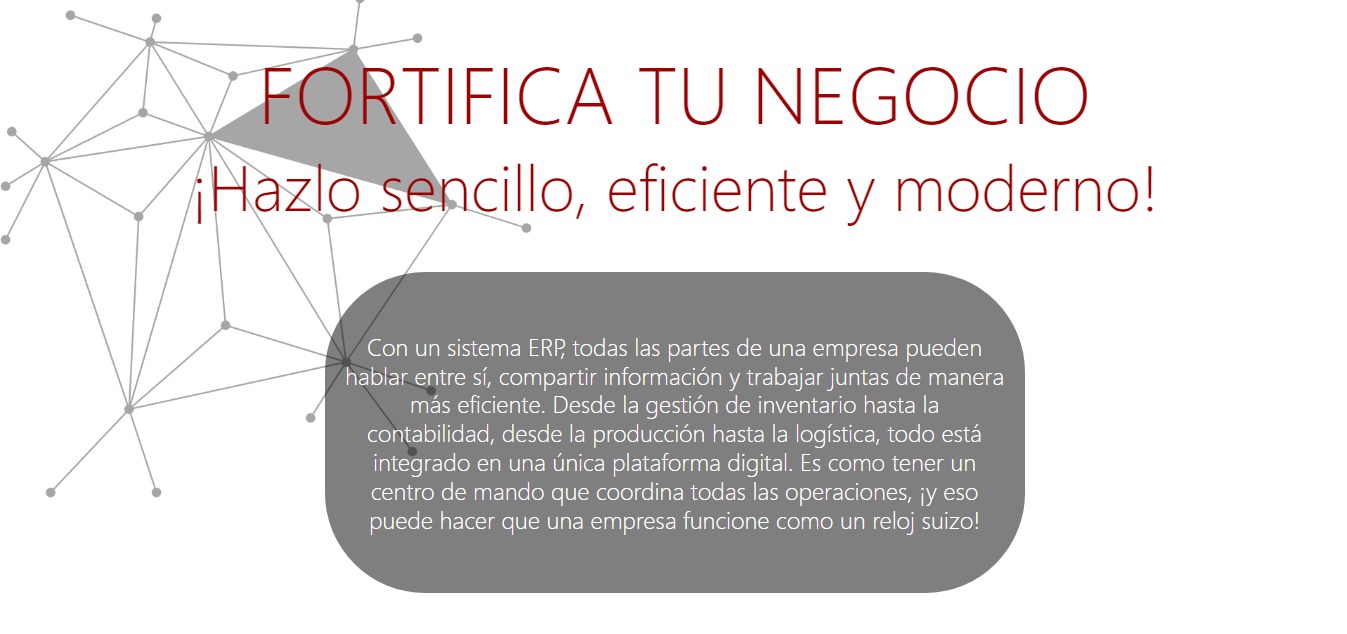 FORTIFICA TU NEGOCIO
¡Hazlo sencillo, eficiente y moderno!
Con un sistema ERP, todas las partes de una empresa pueden
hablar entre sí, compartir información y trabajar juntas de manera
más eficiente. Desde la gestión de inventario hasta la
contabilidad, desde la producción hasta la logística, todo está
integrado en una única plataforma digital. Es como tener un
centro de mando que coordina todas las operaciones, ¡y eso
puede hacer que una empresa funcione como un reloj suizo!